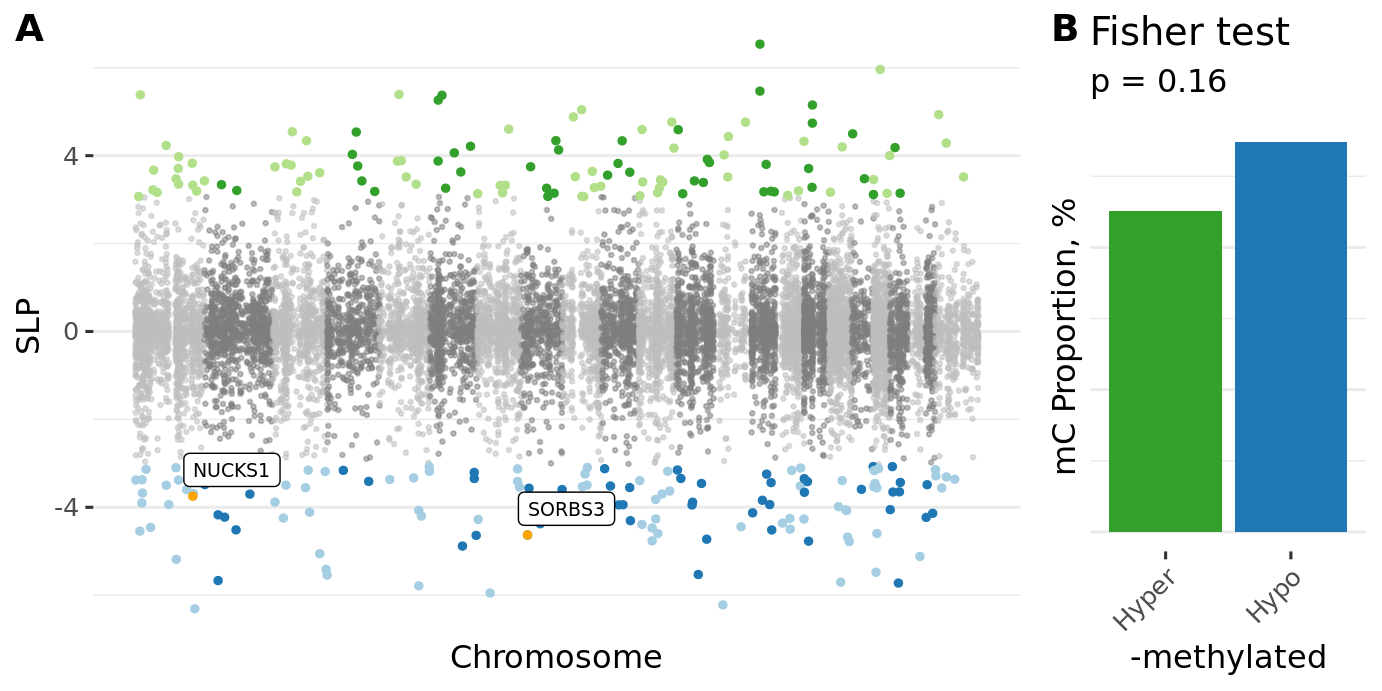 A
SLP
4
0
-4
NUCKS1
SORBS3
Chromosome
B Fisher test
p = 0.16
mC Proportion, %
Hyper
Hypo
-methylated